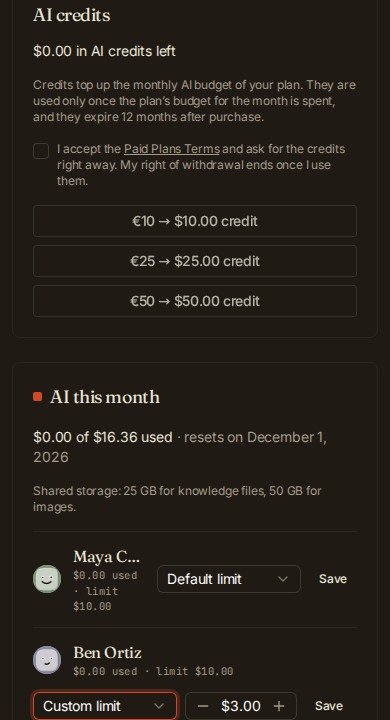 AI credits
$0.00 in AI credits left
Credits top up the monthly AI budget of your plan. They are
used only once the plan's budget for the month is spent,
and they expire 12 months after purchase.
I accept the Paid Plans Terms and ask for the credits
right away. My right of withdrawal ends once I use
them.
€10 → $10.00 credit
€25 → $25.00 credit
€50 → $50.00 credit
AI this month
$0.00 of $16.36 used · resets on December 1,
2026
Shared storage: 25 GB for knowledge files, 50 GB for
images.
Maya C...
$0.00 used
· limit
$10.00
Default limit
Save
Ben Ortiz
$0.00 used · limit $10.00
Custom limit
− $3.00 +
Save